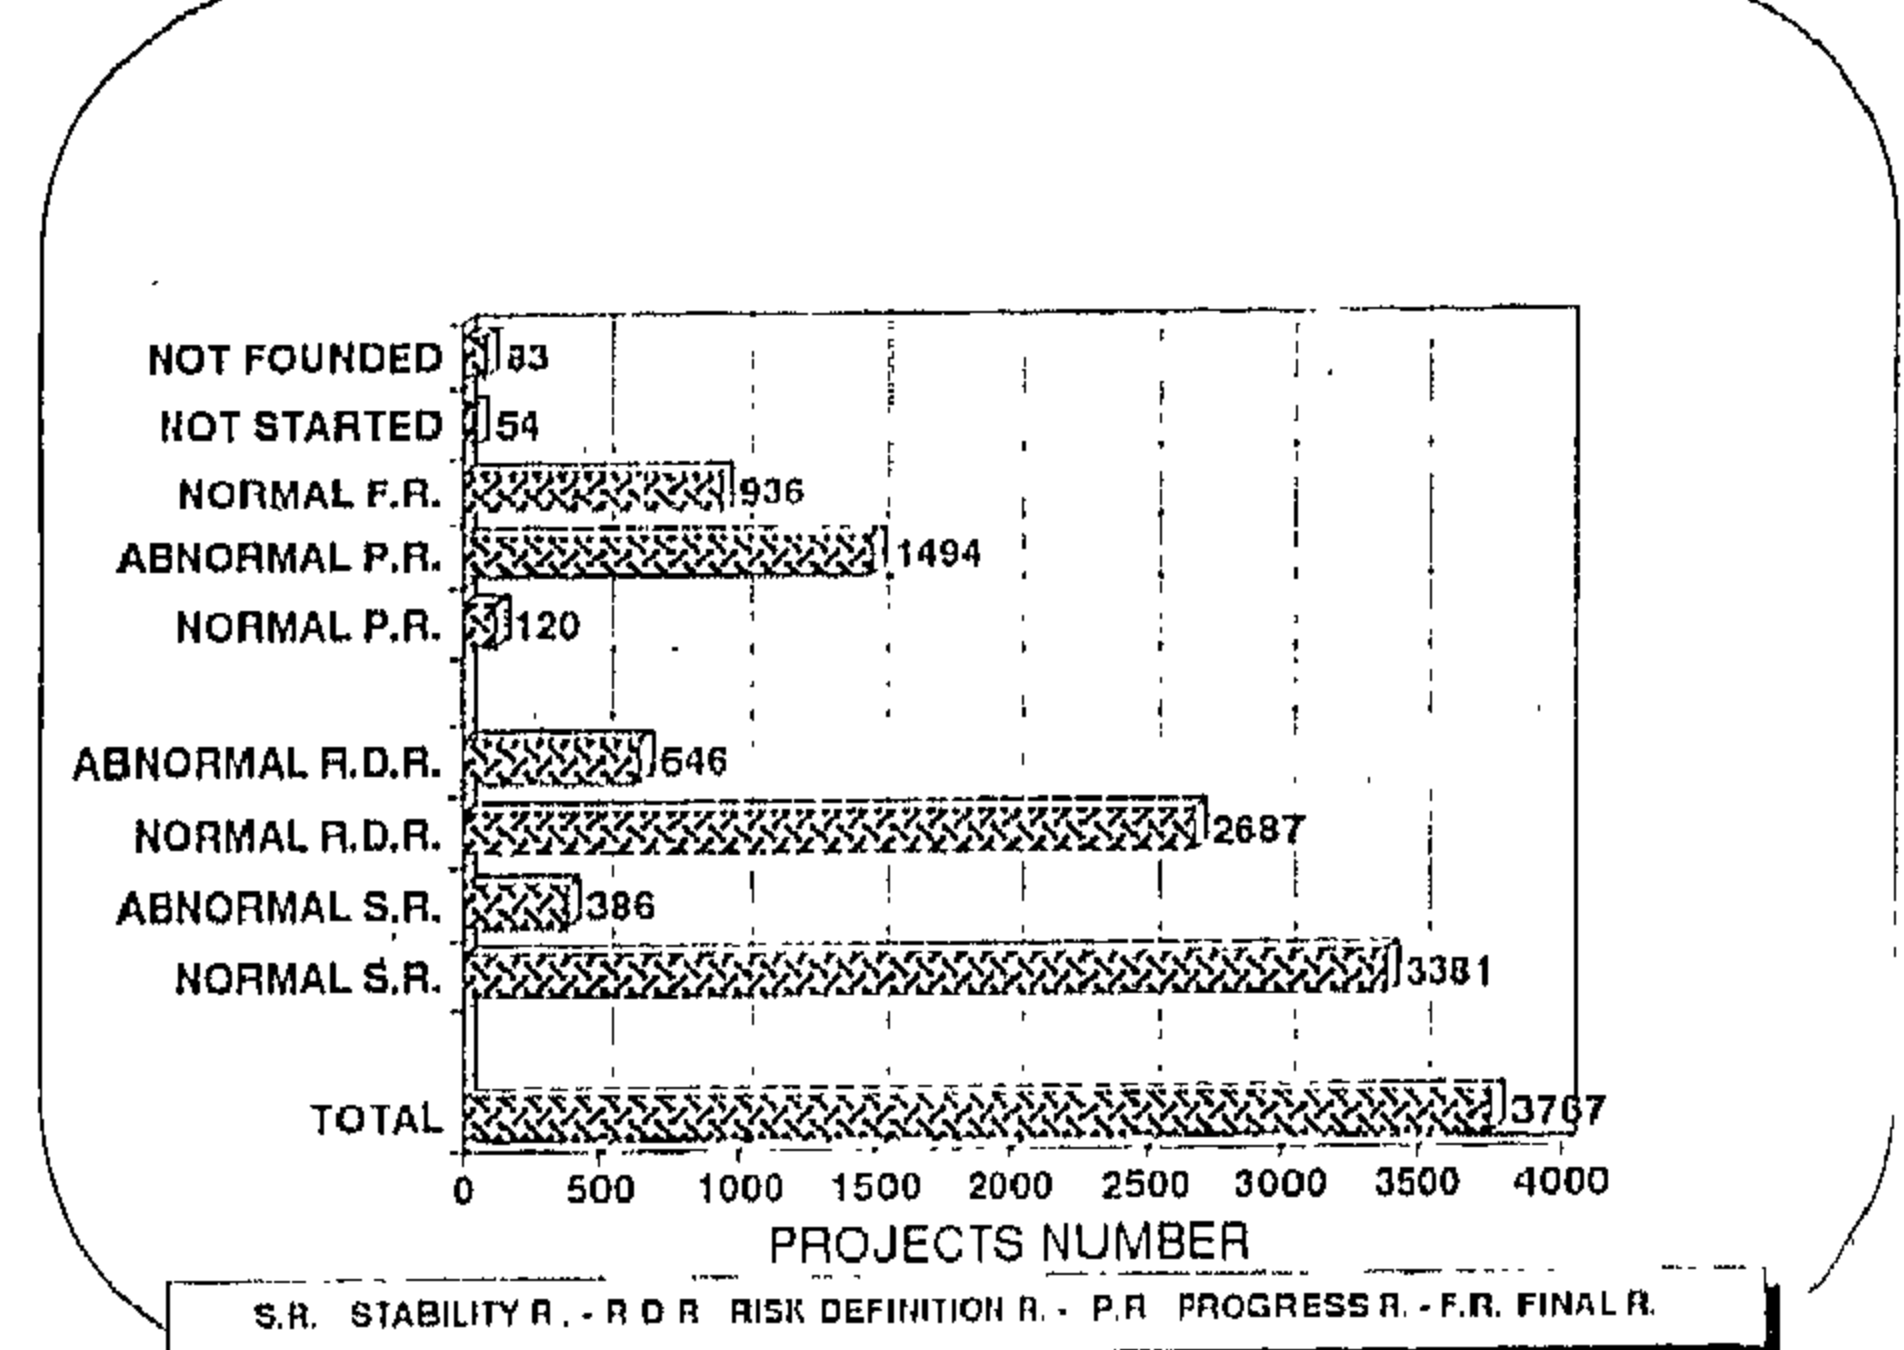 NOT FOUNDED 83
NOT STARTED 54
NORMAL F.R. 936
ABNORMAL P.R. 1494
NORMAL P.R. 120
ABNORMAL R.D.R. 646
NORMAL R.D.R. 2687
ABNORMAL S.R. 386
NORMAL S.R. 3381
TOTAL 3767
0 500 1000 1500 2000 2500 3000 3500 4000
PROJECTS NUMBER
S.R. STABILITY R. - R D R RISK DEFINITION R. - P.R PROGRESS R. - F.R. FINAL R.